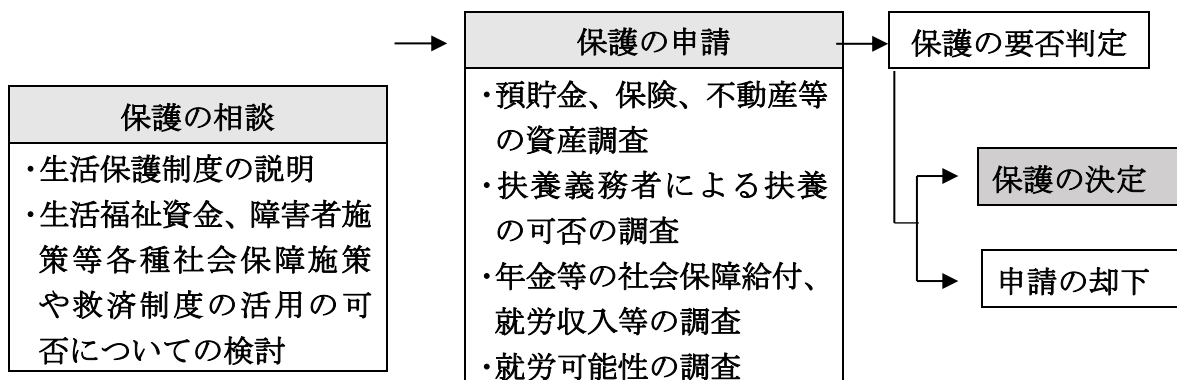 保護の相談
・生活保護制度の説明
・生活福祉資金、障害者施
策等各種社会保障施策
や救済制度の活用の可
否についての検討
保護の申請
・預貯金、保険、不動産等
の資産調査
・扶養義務者による扶養
の可否の調査
・年金等の社会保障給付、
就労収入等の調査
・就労可能性の調査
保護の要否判定
保護の決定
申請の却下